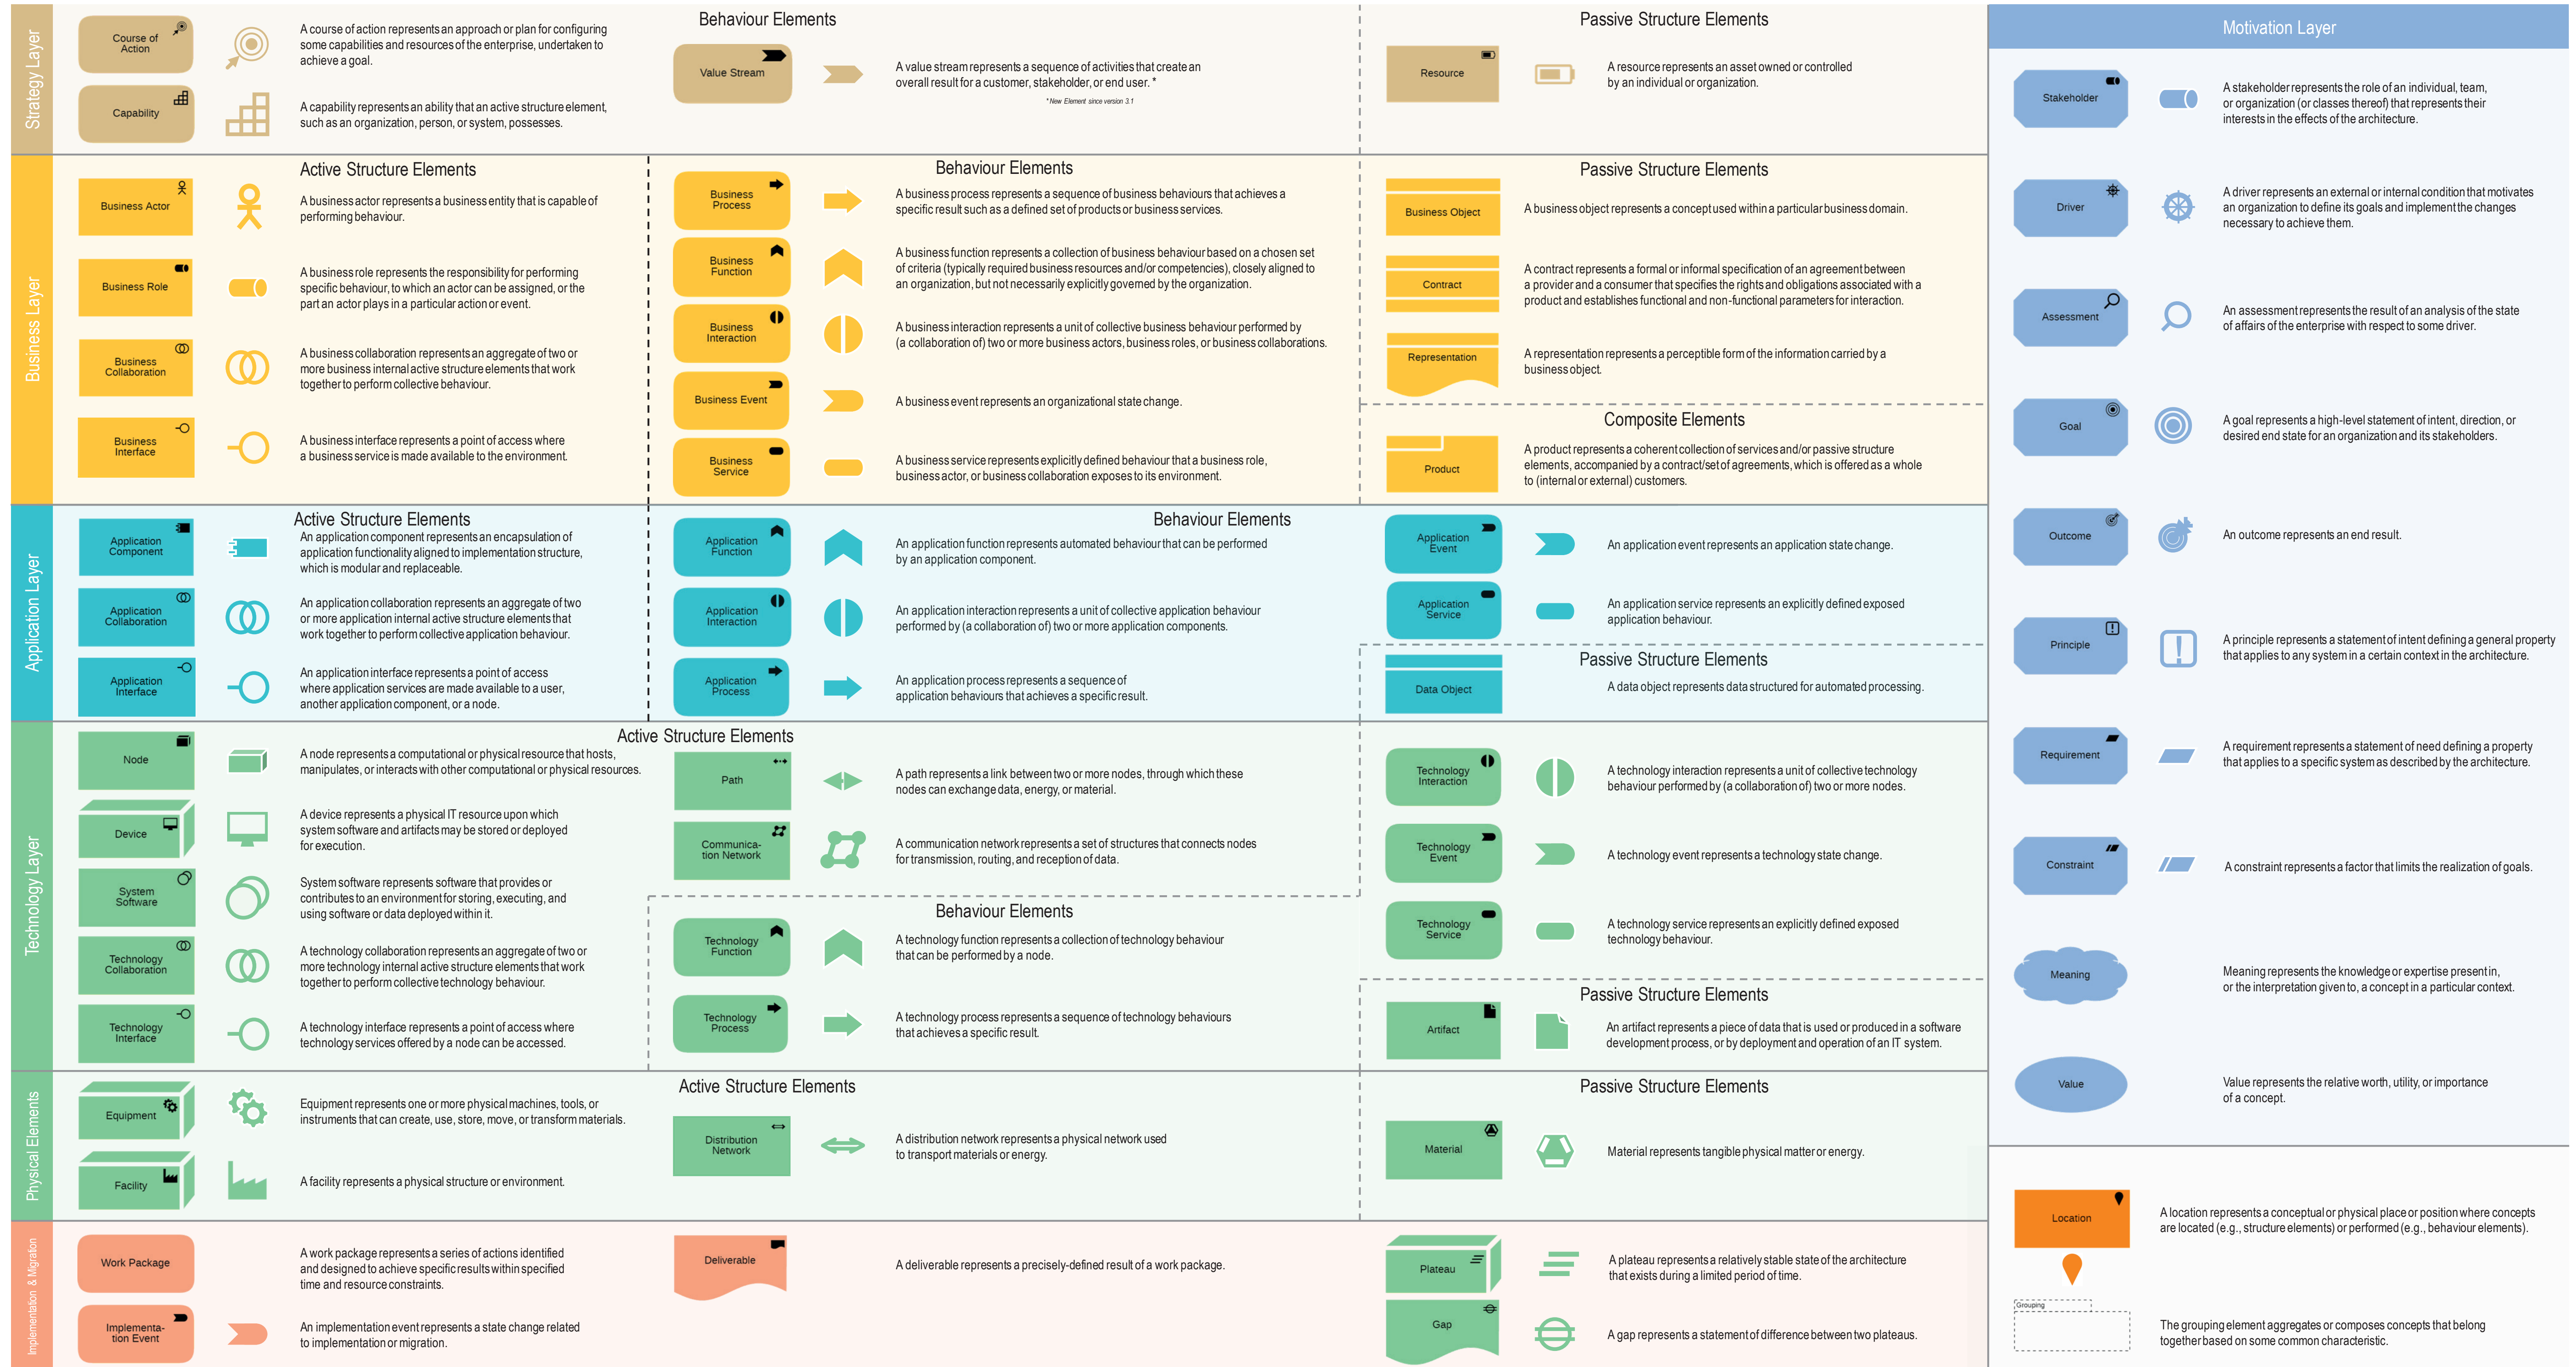 Strategy Layer
Course of
Action
A course of action represents an approach or plan for configuring
some capabilities and resources of the enterprise, undertaken to
achieve a goal.
Capability
A capability represents an ability that an active structure element,
such as an organization, person, or system, possesses.
Behaviour Elements
Value Stream
A value stream represents a sequence of activities that create an
overall result for a customer, stakeholder, or end user. *
* New Element since version 3.1
Passive Structure Elements
Resource
A resource represents an asset owned or controlled
by an individual or organization.
Business Layer
Active Structure Elements
Business Actor
A business actor represents a business entity that is capable of
performing behaviour.
Business Role
A business role represents the responsibility for performing
specific behaviour, to which an actor can be assigned, or the
part an actor plays in a particular action or event.
Business
Collaboration
A business collaboration represents an aggregate of two or
more business internal active structure elements that work
together to perform collective behaviour.
Business
Interface
A business interface represents a point of access where
a business service is made available to the environment.
Behaviour Elements
Business
Process
A business process represents a sequence of business behaviours that achieves a
specific result such as a defined set of products or business services.
Business
Function
A business function represents a collection of business behaviour based on a chosen set
of criteria (typically required business resources and/or competencies), closely aligned to
an organization, but not necessarily explicitly governed by the organization.
Business
Interaction
A business interaction represents a unit of collective business behaviour performed by
(a collaboration of) two or more business actors, business roles, or business collaborations.
Business Event
A business event represents an organizational state change.
Business
Service
A business service represents explicitly defined behaviour that a business role,
business actor, or business collaboration exposes to its environment.
Passive Structure Elements
Business Object
A business object represents a concept used within a particular business domain.
Contract
A contract represents a formal or informal specification of an agreement between
a provider and a consumer that specifies the rights and obligations associated with a
product and establishes functional and non-functional parameters for interaction.
Representation
A representation represents a perceptible form of the information carried by a
business object.
Composite Elements
Product
A product represents a coherent collection of services and/or passive structure
elements, accompanied by a contract/set of agreements, which is offered as a whole
to (internal or external) customers.
Application Layer
Active Structure Elements
Application
Component
An application component represents an encapsulation of
application functionality aligned to implementation structure,
which is modular and replaceable.
Application
Collaboration
An application collaboration represents an aggregate of two
or more application internal active structure elements that
work together to perform collective application behaviour.
Application
Interface
An application interface represents a point of access
where application services are made available to a user,
another application component, or a node.
Behaviour Elements
Application
Function
An application function represents automated behaviour that can be performed
by an application component.
Application
Interaction
An application interaction represents a unit of collective application behaviour
performed by (a collaboration of) two or more application components.
Application
Process
An application process represents a sequence of
application behaviours that achieves a specific result.
Application
Event
An application event represents an application state change.
Application
Service
An application service represents an explicitly defined exposed
application behaviour.
Passive Structure Elements
Data Object
A data object represents data structured for automated processing.
Technology Layer
Active Structure Elements
Node
A node represents a computational or physical resource that hosts,
manipulates, or interacts with other computational or physical resources.
Device
A device represents a physical IT resource upon which
system software and artifacts may be stored or deployed
for execution.
System
Software
System software represents software that provides or
contributes to an environment for storing, executing, and
using software or data deployed within it.
Technology
Collaboration
A technology collaboration represents an aggregate of two or
more technology internal active structure elements that work
together to perform collective technology behaviour.
Technology
Interface
A technology interface represents a point of access where
technology services offered by a node can be accessed.
Path
A path represents a link between two or more nodes, through which these
nodes can exchange data, energy, or material.
Communica-
tion Network
A communication network represents a set of structures that connects nodes
for transmission, routing, and reception of data.
Behaviour Elements
Technology
Function
A technology function represents a collection of technology behaviour
that can be performed by a node.
Technology
Process
A technology process represents a sequence of technology behaviours
that achieves a specific result.
Technology
Interaction
A technology interaction represents a unit of collective technology
behaviour performed by (a collaboration of) two or more nodes.
Technology
Event
A technology event represents a technology state change.
Technology
Service
A technology service represents an explicitly defined exposed
technology behaviour.
Passive Structure Elements
Artifact
An artifact represents a piece of data that is used or produced in a software
development process, or by deployment and operation of an IT system.
Physical Elements
Active Structure Elements
Equipment
Equipment represents one or more physical machines, tools, or
instruments that can create, use, store, move, or transform materials.
Facility
A facility represents a physical structure or environment.
Distribution
Network
A distribution network represents a physical network used
to transport materials or energy.
Passive Structure Elements
Material
Material represents tangible physical matter or energy.
Implementation & Migration
Work Package
A work package represents a series of actions identified
and designed to achieve specific results within specified
time and resource constraints.
Implementa-
tion Event
An implementation event represents a state change related
to implementation or migration.
Deliverable
A deliverable represents a precisely-defined result of a work package.
Plateau
A plateau represents a relatively stable state of the architecture
that exists during a limited period of time.
Gap
A gap represents a statement of difference between two plateaus.
Motivation Layer
Stakeholder
A stakeholder represents the role of an individual, team,
or organization (or classes thereof) that represents their
interests in the effects of the architecture.
Driver
A driver represents an external or internal condition that motivates
an organization to define its goals and implement the changes
necessary to achieve them.
Assessment
An assessment represents the result of an analysis of the state
of affairs of the enterprise with respect to some driver.
Goal
A goal represents a high-level statement of intent, direction, or
desired end state for an organization and its stakeholders.
Outcome
An outcome represents an end result.
Principle
A principle represents a statement of intent defining a general property
that applies to any system in a certain context in the architecture.
Requirement
A requirement represents a statement of need defining a property
that applies to a specific system as described by the architecture.
Constraint
A constraint represents a factor that limits the realization of goals.
Meaning
Meaning represents the knowledge or expertise present in,
or the interpretation given to, a concept in a particular context.
Value
Value represents the relative worth, utility, or importance
of a concept.
Location
A location represents a conceptual or physical place or position where concepts
are located (e.g., structure elements) or performed (e.g., behaviour elements).
Grouping
The grouping element aggregates or composes concepts that belong
together based on some common characteristic.